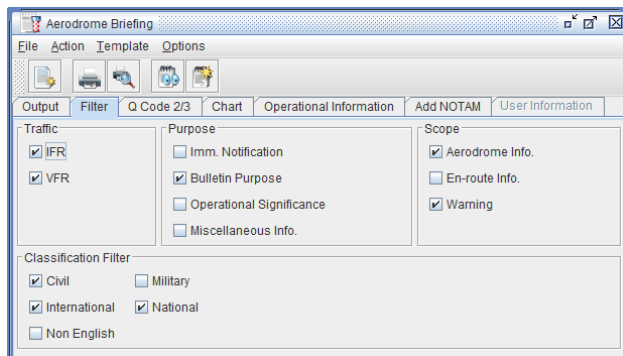 Aerodrome Briefing
File Action Template Options
Output Filter Q Code 2/3 Chart Operational Information Add NOTAM User Information
Traffic Purpose Scope
IFR Imm. Notification Aerodrome Info.
VFR Bulletin Purpose En-route Info.
Operational Significance Warning
Miscellaneous Info.
Classification Filter
Civil Military
International National
Non English